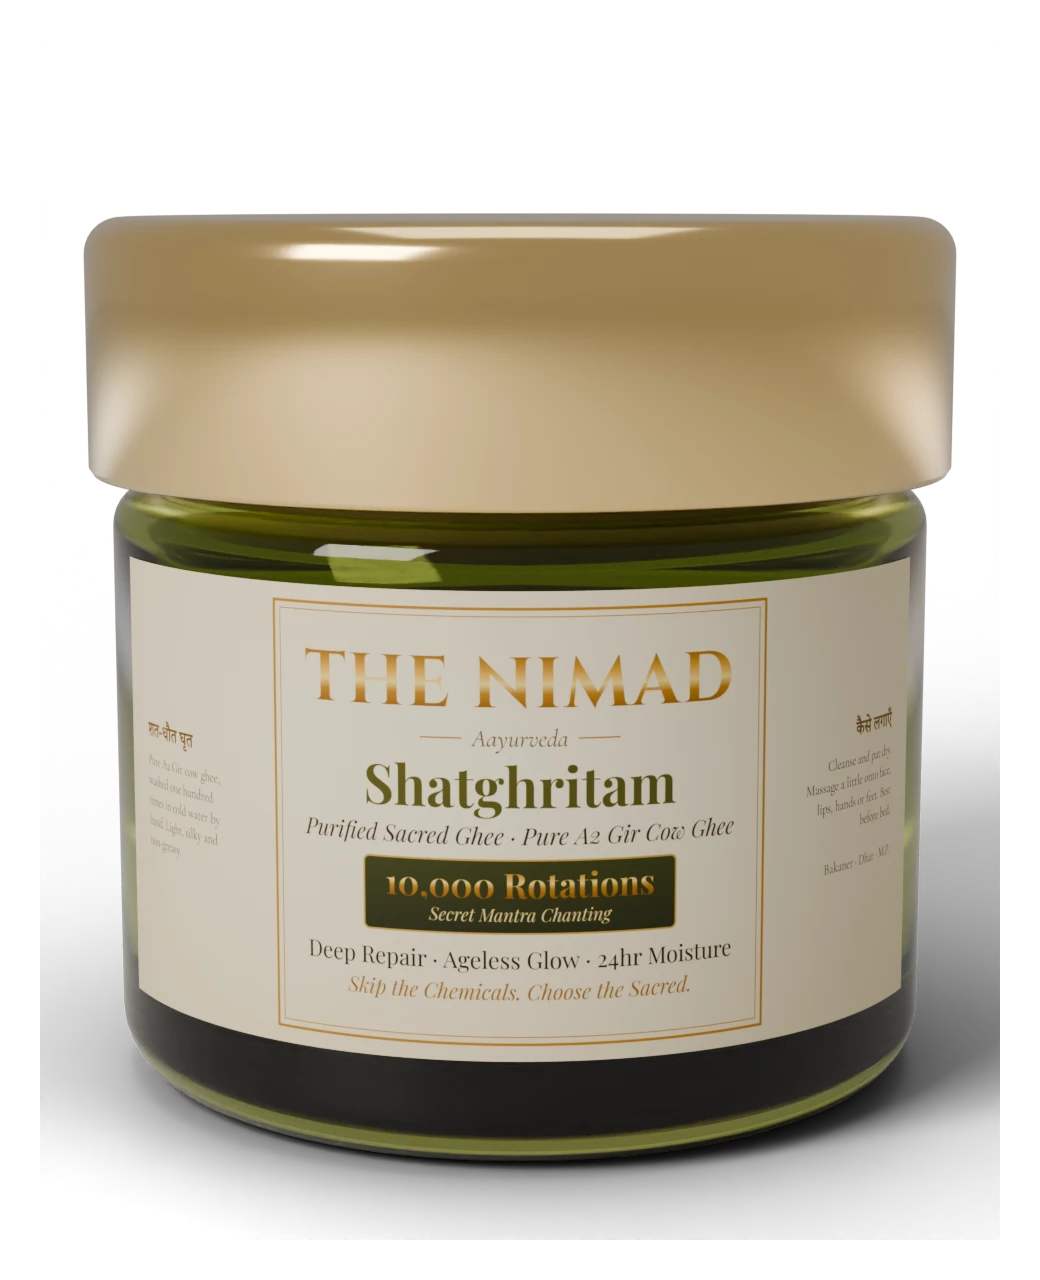 THE NIMAD
Aayurveda
Shatghritam
Purified Sacred Ghee · Pure A2 Gir Cow Ghee
10,000 Rotations
Secret Mantra Chanting
Deep Repair · Ageless Glow · 24hr Moisture
Skip the Chemicals. Choose the Sacred.
शत-धौत घृत
Pure A2 Gir cow ghee,
washed one hundred
times in cold water by
hand. Light, silky and
non-greasy.
कैसे लगाएँ
Cleanse and pat dry.
Massage a little onto face,
lips, hands or feet. Best
before bed.
Bakaner · Dhar · M.P.